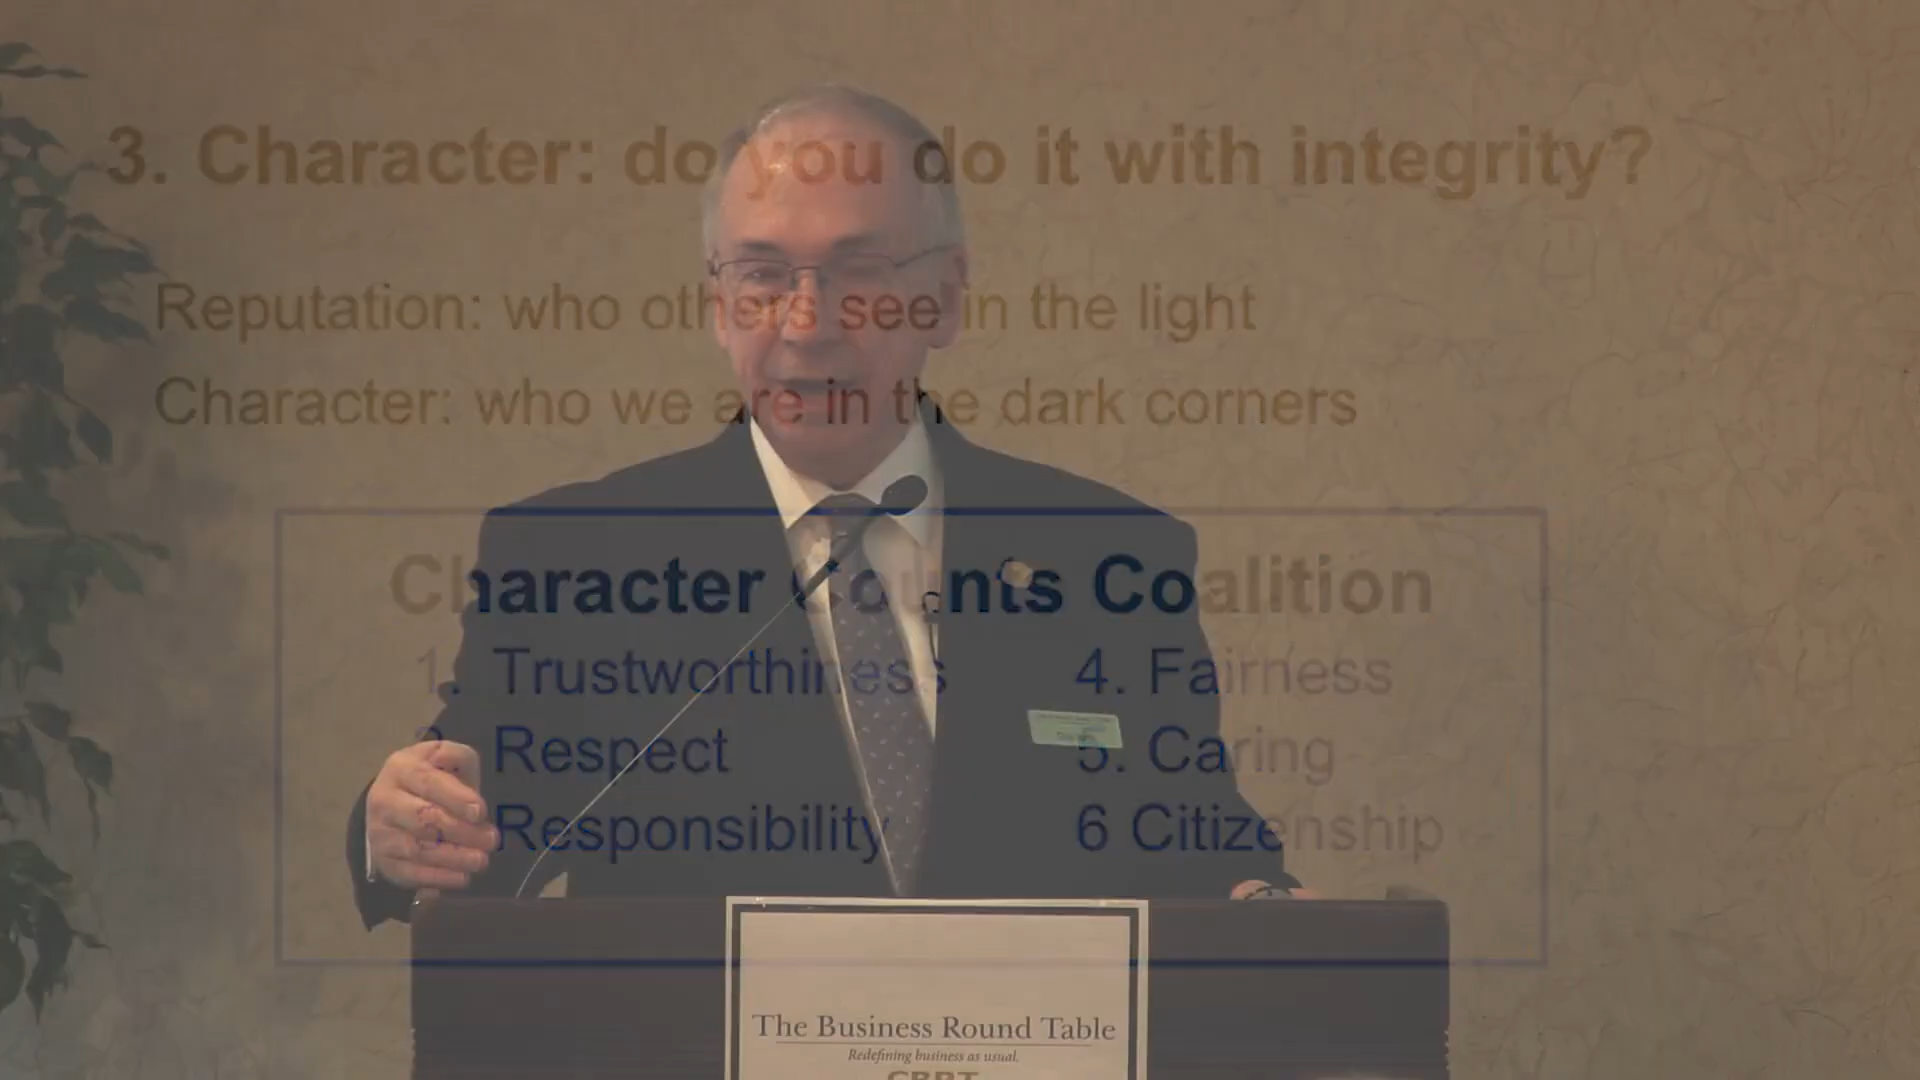 3. Character: do you do it with integrity?
Reputation: who others see in the light
Character: who we are in the dark corners
Character Counts Coalition
1. Trustworthiness
4. Fairness
2. Respect
5. Caring
3. Responsibility
6 Citizenship
The Business Round Table
Redefining business as usual.